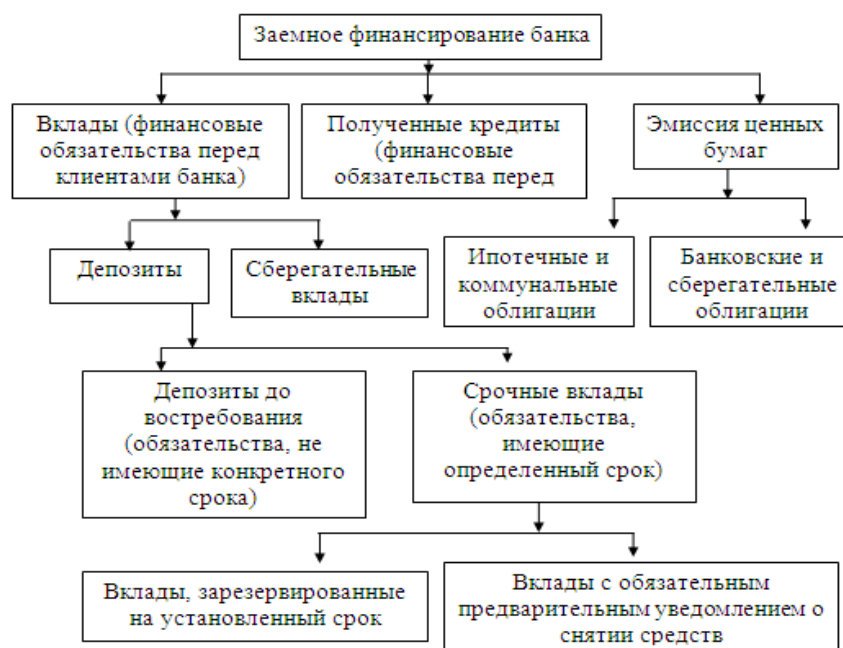 Заемное финансирование банка
Вклады (финансовые
обязательства перед
клиентами банка)
Полученные кредиты
(финансовые
обязательства перед
Эмиссия ценных
бумаг
Депозиты
Сберегательные
вклады
Ипотечные и
коммунальные
облигации
Банковские и
сберегательные
облигации
Депозиты до
востребования
(обязательства, не
имеющие конкретного
срока)
Срочные вклады
(обязательства,
имеющие
определенный срок)
Вклады, зарезервированные
на установленный срок
Вклады с обязательным
предварительным уведомлением о
снятии средств